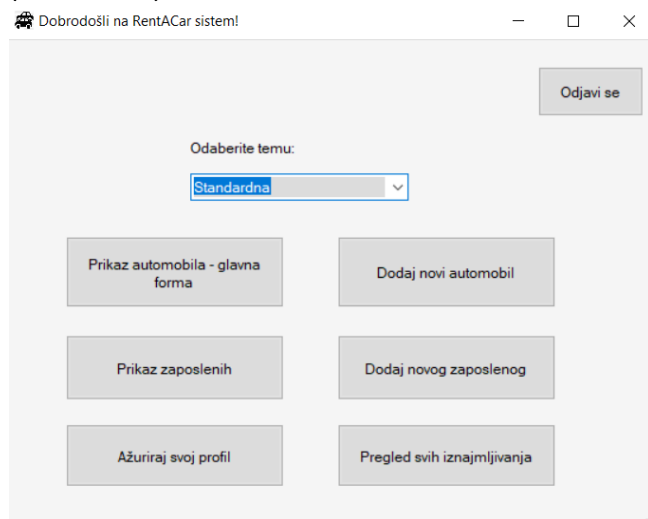 Dobrodošli na RentACar sistem!
Odjavi se
Odaberite temu:
Standardna
Prikaz automobila - glavna
forma
Dodaj novi automobil
Prikaz zaposlenih
Dodaj novog zaposlenog
Ažuriraj svoj profil
Pregled svih iznajmljivanja